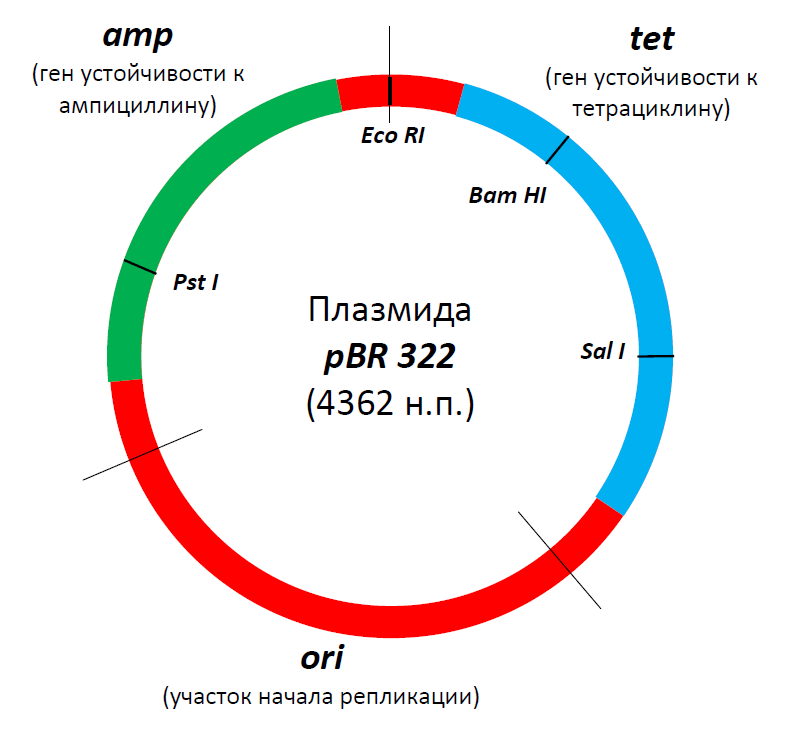 amp
(ген устойчивости к
ампициллину)
tet
(ген устойчивости к
тетрациклину)
Eco RI
Bam HI
Pst I
Sal I
Плазмида
pBR 322
(4362 н.п.)
ori
(участок начала репликации)